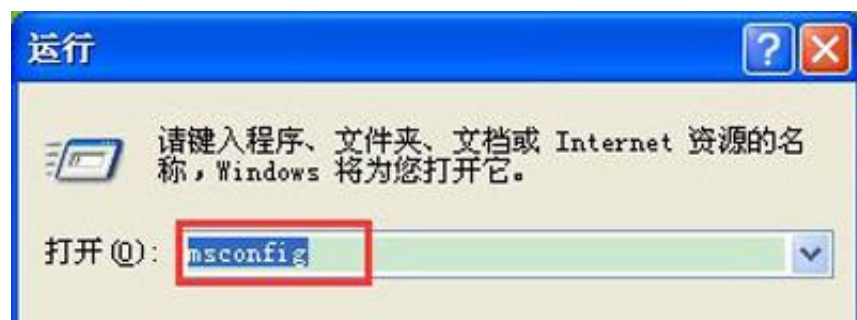 运行
请键入程序、文件夹、文档或 Internet 资源的名
称，Windows 将为您打开它。
打开(O): msconfig